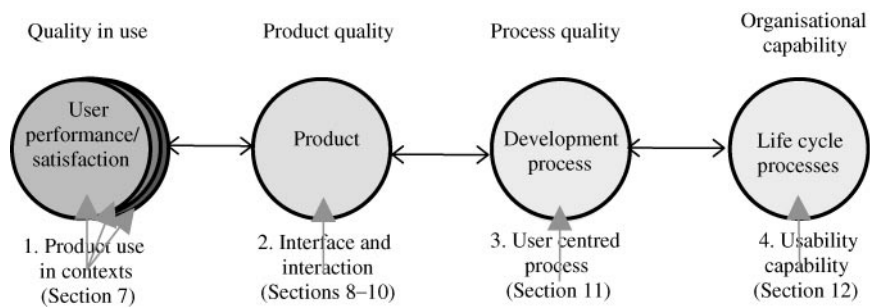 Quality in use
Product quality
Process quality
Organisational
capability
User
performance/
satisfaction
Product
Development
process
Life cycle
processes
1. Product use
in contexts
(Section 7)
2. Interface and
interaction
(Sections 8–10)
3. User centred
process
(Section 11)
4. Usability
capability
(Section 12)